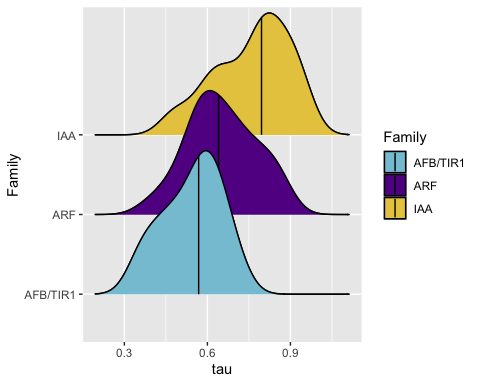 Family
IAA
ARF
AFB/TIR1
0.3
0.6
0.9
tau
Family
AFB/TIR1
ARF
IAA